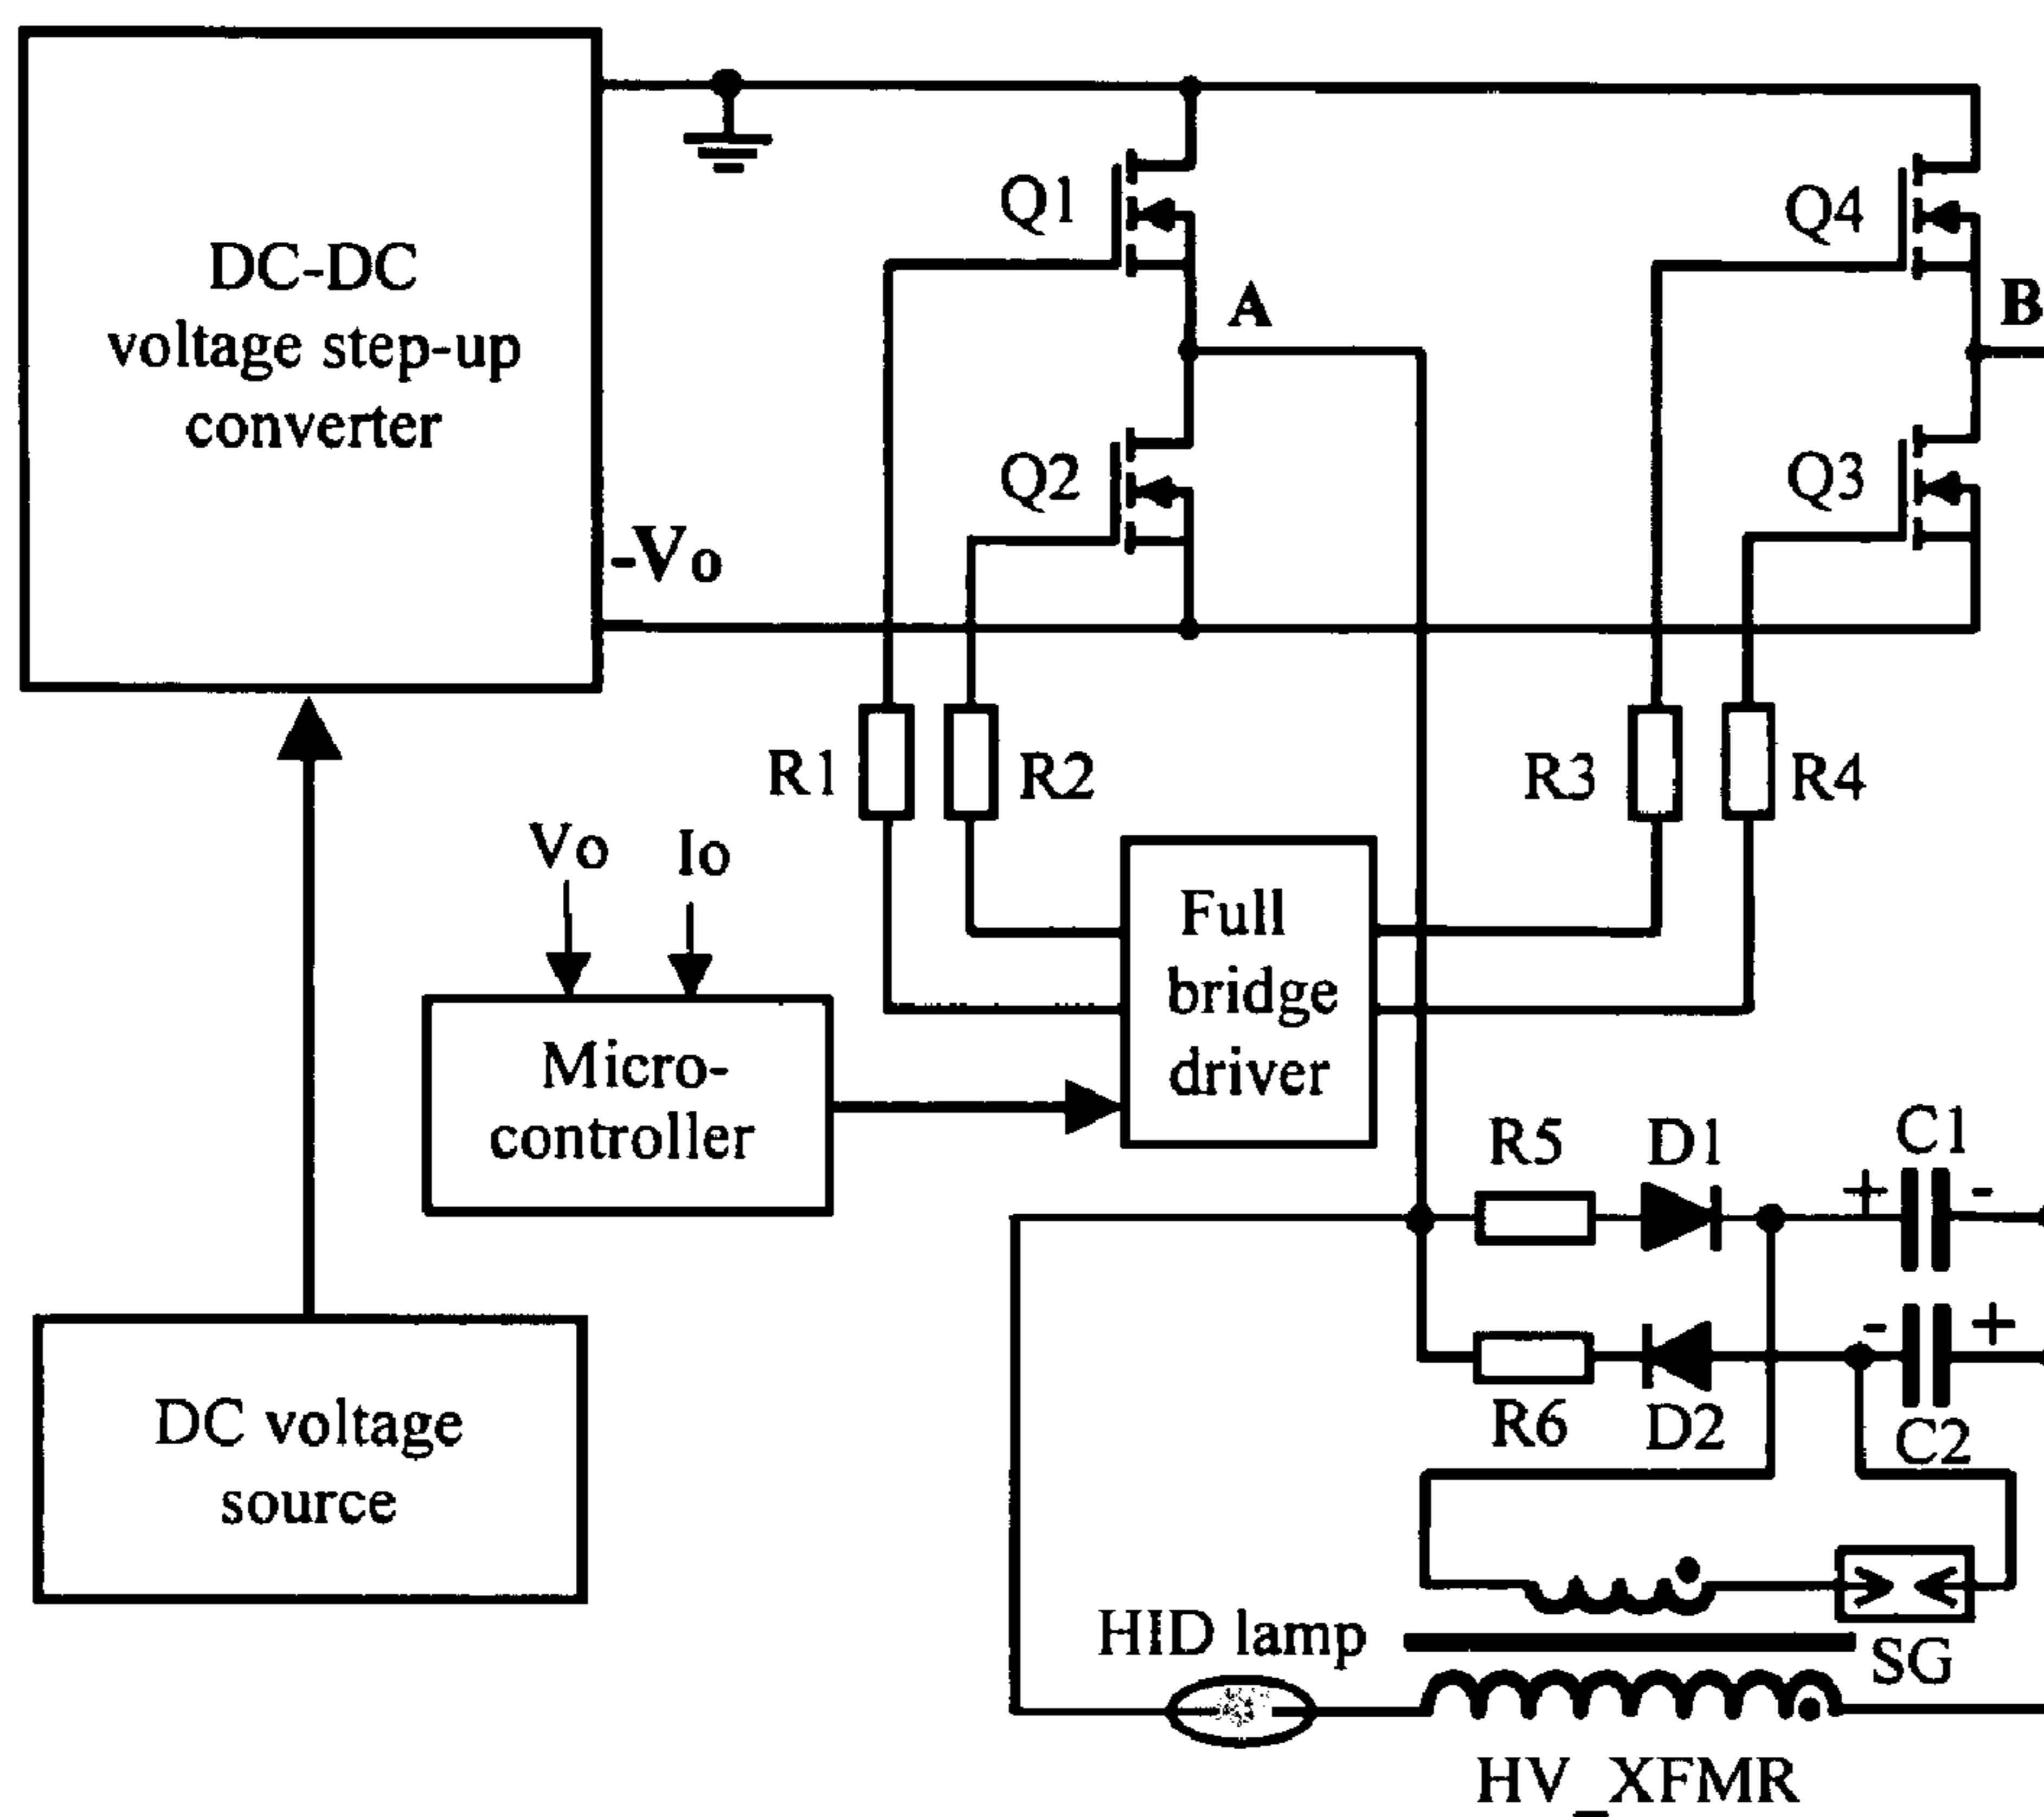 DC-DC
voltage step-up
converter
-Vo
Q1
Q4
A
B
Q2
Q3
R1
R2
R3
R4
Vo
Io
Full
bridge
driver
Micro-
controller
R5
D1
C1
+
-
-
+
R6
D2
C2
DC voltage
source
HID lamp
SG
HV_XFMR